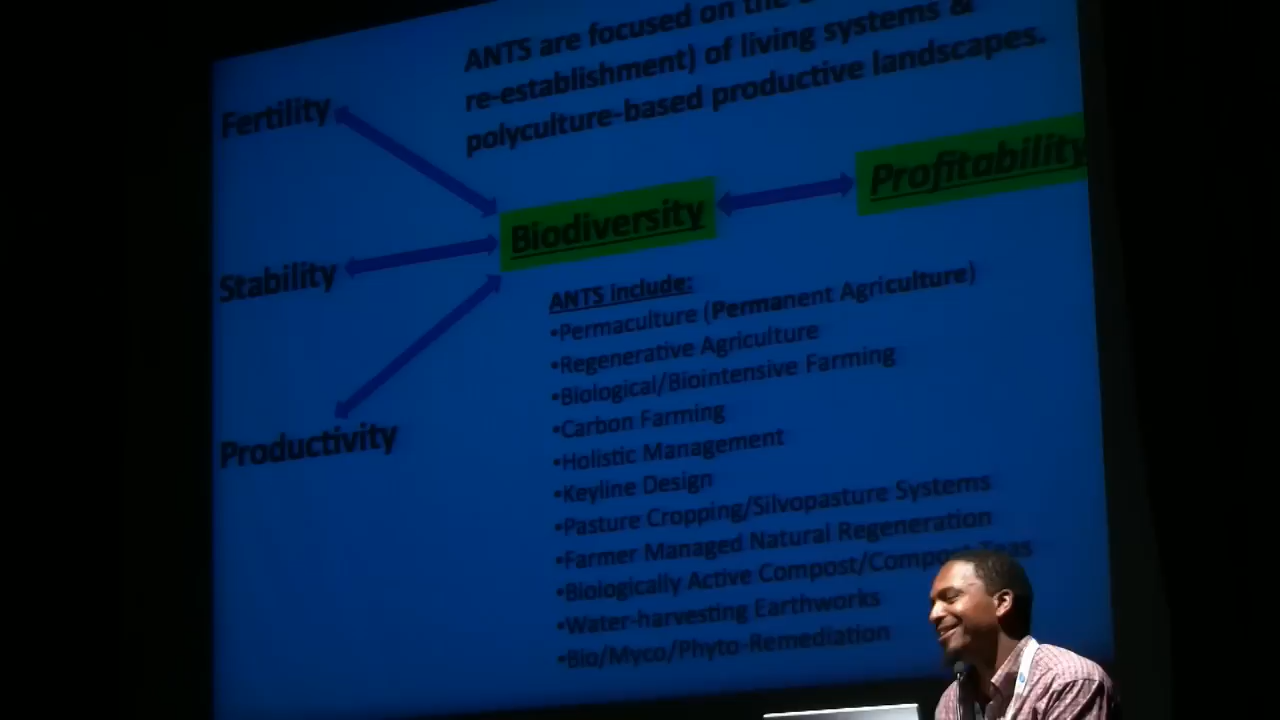 ANTS are focused on the
re-establishment) of living systems &
polyculture-based productive landscapes.
Fertility
Profitability
Biodiversity
Stability
ANTS include:
•Permaculture (Permanent Agriculture)
•Regenerative Agriculture
•Biological/Biointensive Farming
•Carbon Farming
Productivity
•Holistic Management
•Keyline Design
•Pasture Cropping/Silvopasture Systems
•Farmer Managed Natural Regeneration
•Biologically Active Compost/Compost Teas
•Water-harvesting Earthworks
•Bio/Myco/Phyto-Remediation